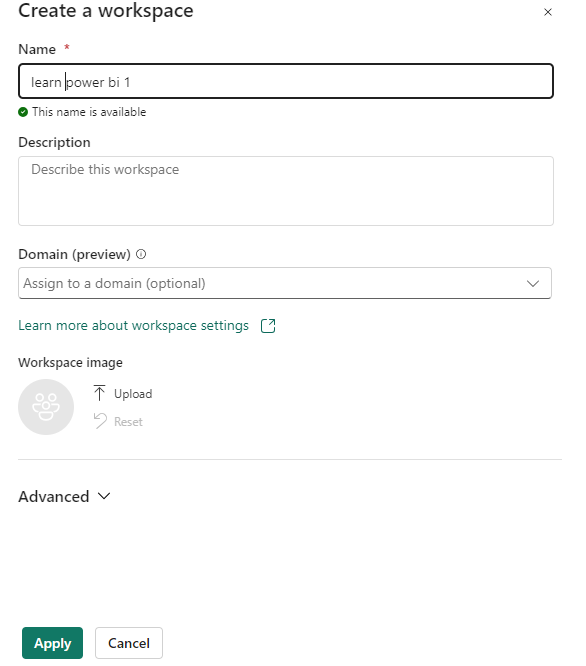 Create a workspace
Name *
learn power bi 1
This name is available
Description
Describe this workspace
Domain (preview)
Assign to a domain (optional)
Learn more about workspace settings
Workspace image
Upload
Reset
Advanced
Apply Cancel